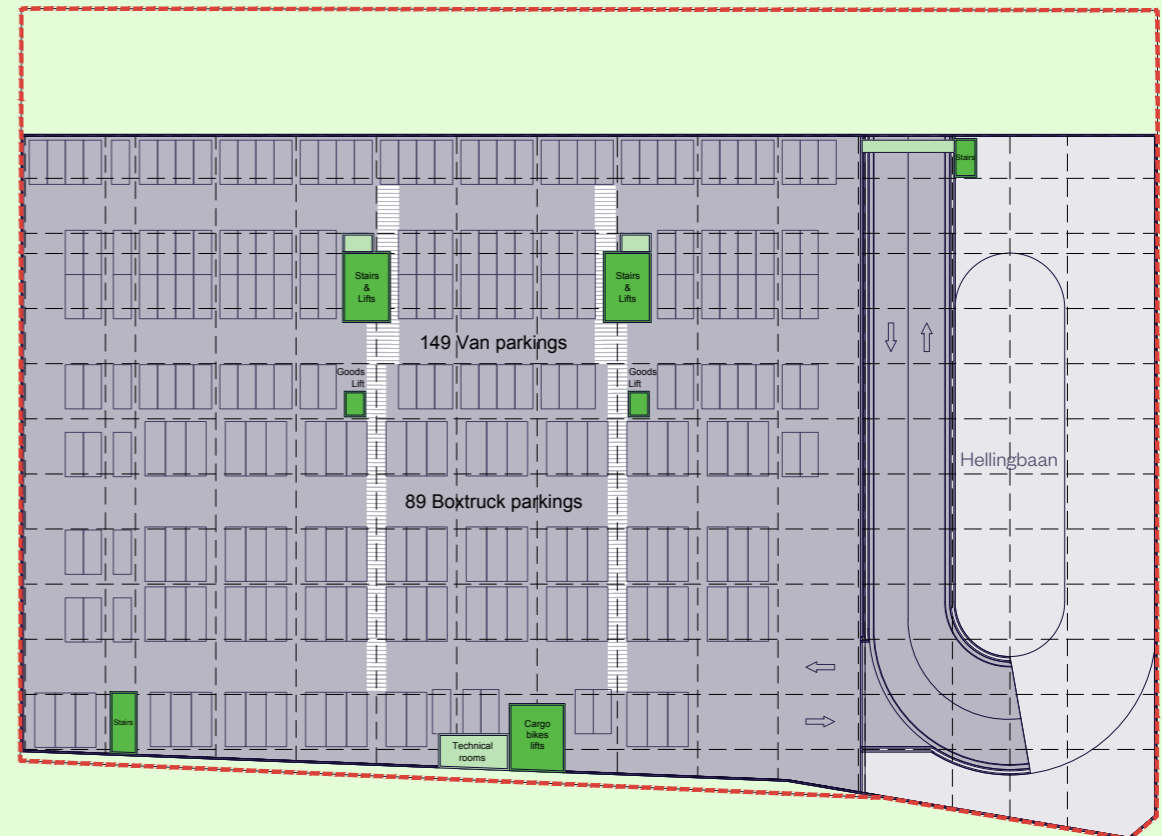 Stairs
Stairs
&
Lifts
Stairs
&
Lifts
149 Van parkings
Goods
Lift
Goods
Lift
Hellingbaan
89 Boxtruck parkings
Stairs
Cargo
bikes
lifts
Technical
rooms